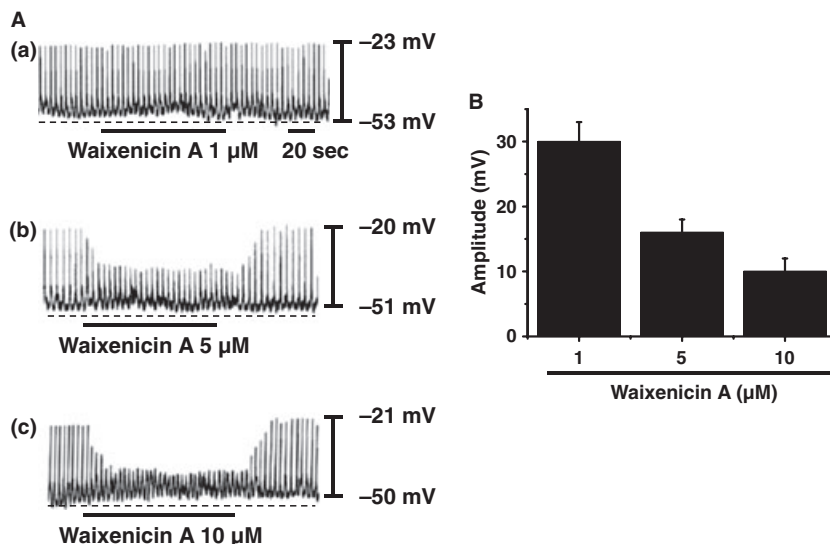 A
(a)
–23 mV
–53 mV
Waixenicin A 1 µM 20 sec
(b)
–20 mV
–51 mV
Waixenicin A 5 µM
(c)
–21 mV
–50 mV
Waixenicin A 10 µM
B
Amplitude (mV)
30
20
10
0
1 5 10
Waixenicin A (µM)